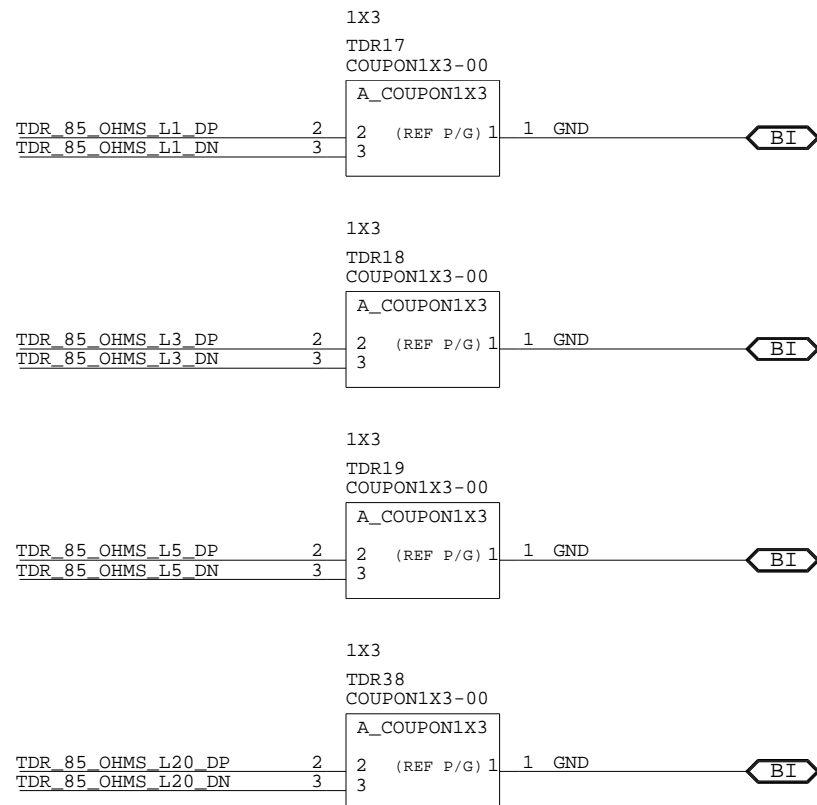 1X3
TDR17
COUPON1X3-00
A_COUPON1X3
TDR_85_OHMS_L1_DP 2 2 (REF P/G) 1 1 GND BI
TDR_85_OHMS_L1_DN 3 3
1X3
TDR18
COUPON1X3-00
A_COUPON1X3
TDR_85_OHMS_L3_DP 2 2 (REF P/G) 1 1 GND BI
TDR_85_OHMS_L3_DN 3 3
1X3
TDR19
COUPON1X3-00
A_COUPON1X3
TDR_85_OHMS_L5_DP 2 2 (REF P/G) 1 1 GND BI
TDR_85_OHMS_L5_DN 3 3
1X3
TDR38
COUPON1X3-00
A_COUPON1X3
TDR_85_OHMS_L20_DP 2 2 (REF P/G) 1 1 GND BI
TDR_85_OHMS_L20_DN 3 3